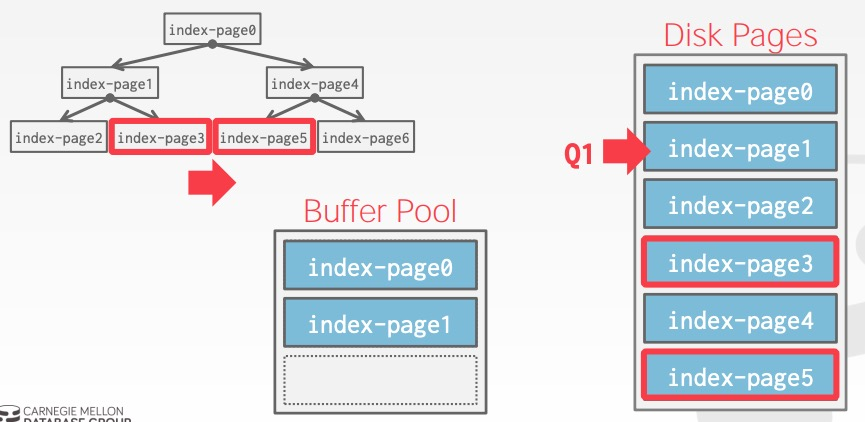 index-page0
index-page1
index-page4
index-page2
index-page3
index-page5
index-page6
Disk Pages
index-page0
Q1
index-page1
index-page2
index-page3
index-page4
index-page5
Buffer Pool
index-page0
index-page1
CARNEGIE MELLON
DATABASE GROUP